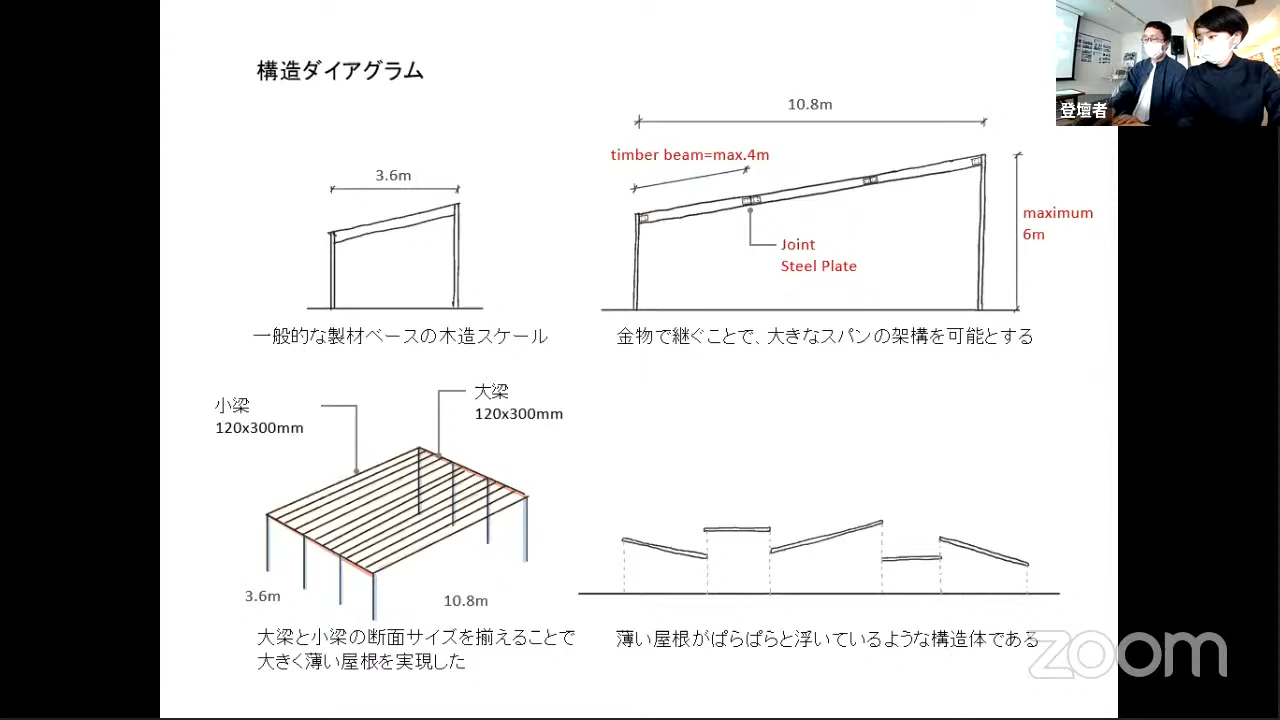 構造ダイアグラム
登壇者
3.6m
一般的な製材ベースの木造スケール
10.8m
timber beam=max.4m
Joint
Steel Plate
maximum
6m
金物で継ぐことで、大きなスパンの架構を可能とする
小梁
120x300mm
大梁
120x300mm
3.6m
10.8m
大梁と小梁の断面サイズを揃えることで
大きく薄い屋根を実現した
薄い屋根がぱらぱらと浮いているような構造体である
zoom